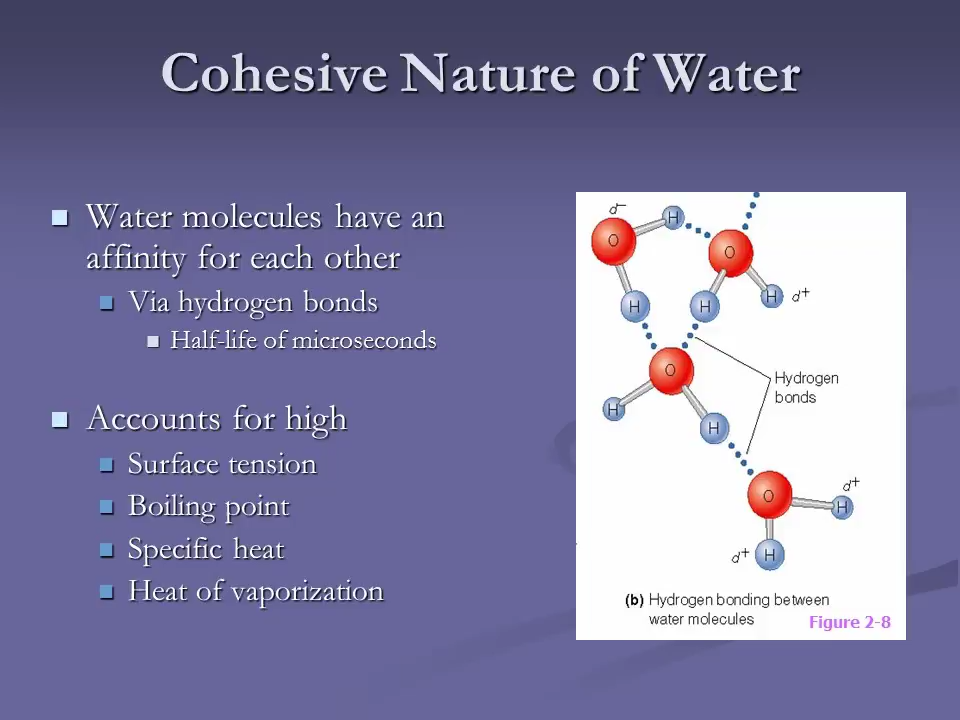 Cohesive Nature of Water
Water molecules have an
affinity for each other
Via hydrogen bonds
Half-life of microseconds
Accounts for high
Surface tension
Boiling point
Specific heat
Heat of vaporization
d−
H
O
O
H
H
H
d+
O
Hydrogen
bonds
H
H
d+
O
H
d+
H
(b) Hydrogen bonding between
water molecules
Figure 2-8